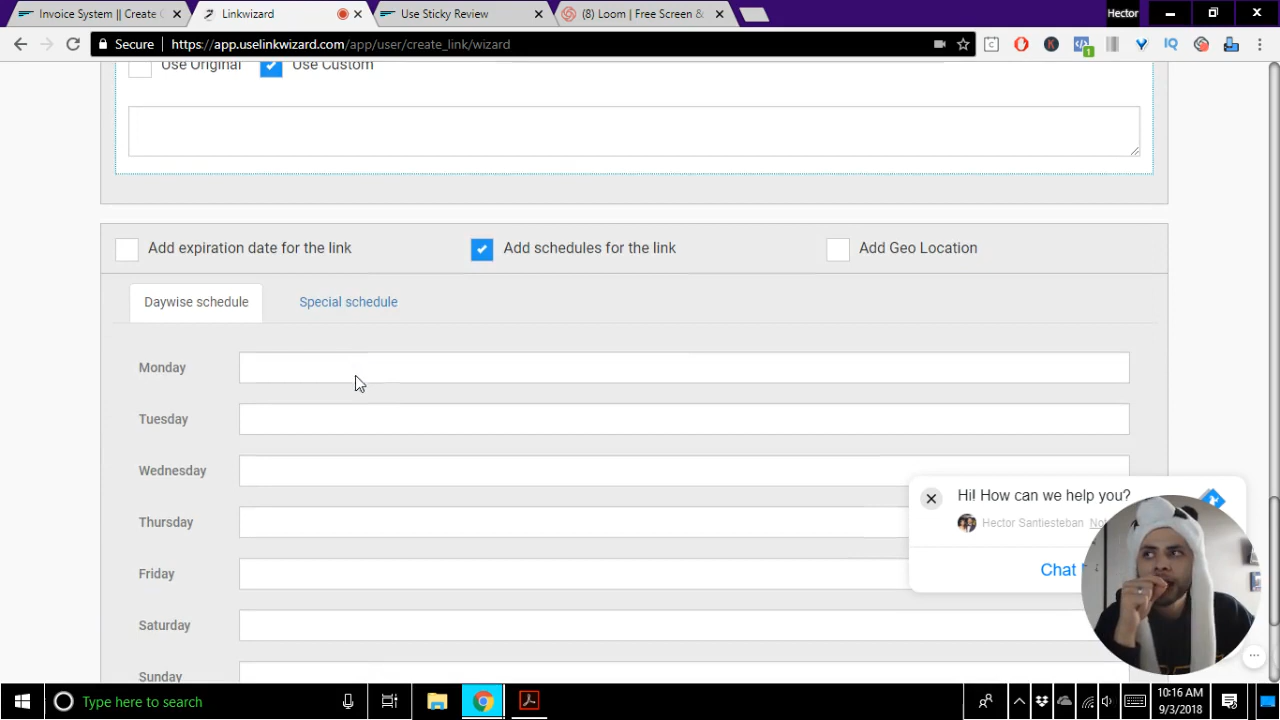 Invoice System || Create
Linkwizard
Use Sticky Review
(8) Loom | Free Screen &
Hector
Secure
https://app.uselinkwizard.com/app/user/create_link/wizard
1
Use Original
Use Custom
Add expiration date for the link
Add schedules for the link
Add Geo Location
Daywise schedule
Special schedule
Monday
Tuesday
Wednesday
Thursday
Friday
Saturday
Sunday
Hi! How can we help you?
Hector Santiesteban
Chat
Type here to search
10:16 AM
9/3/2018